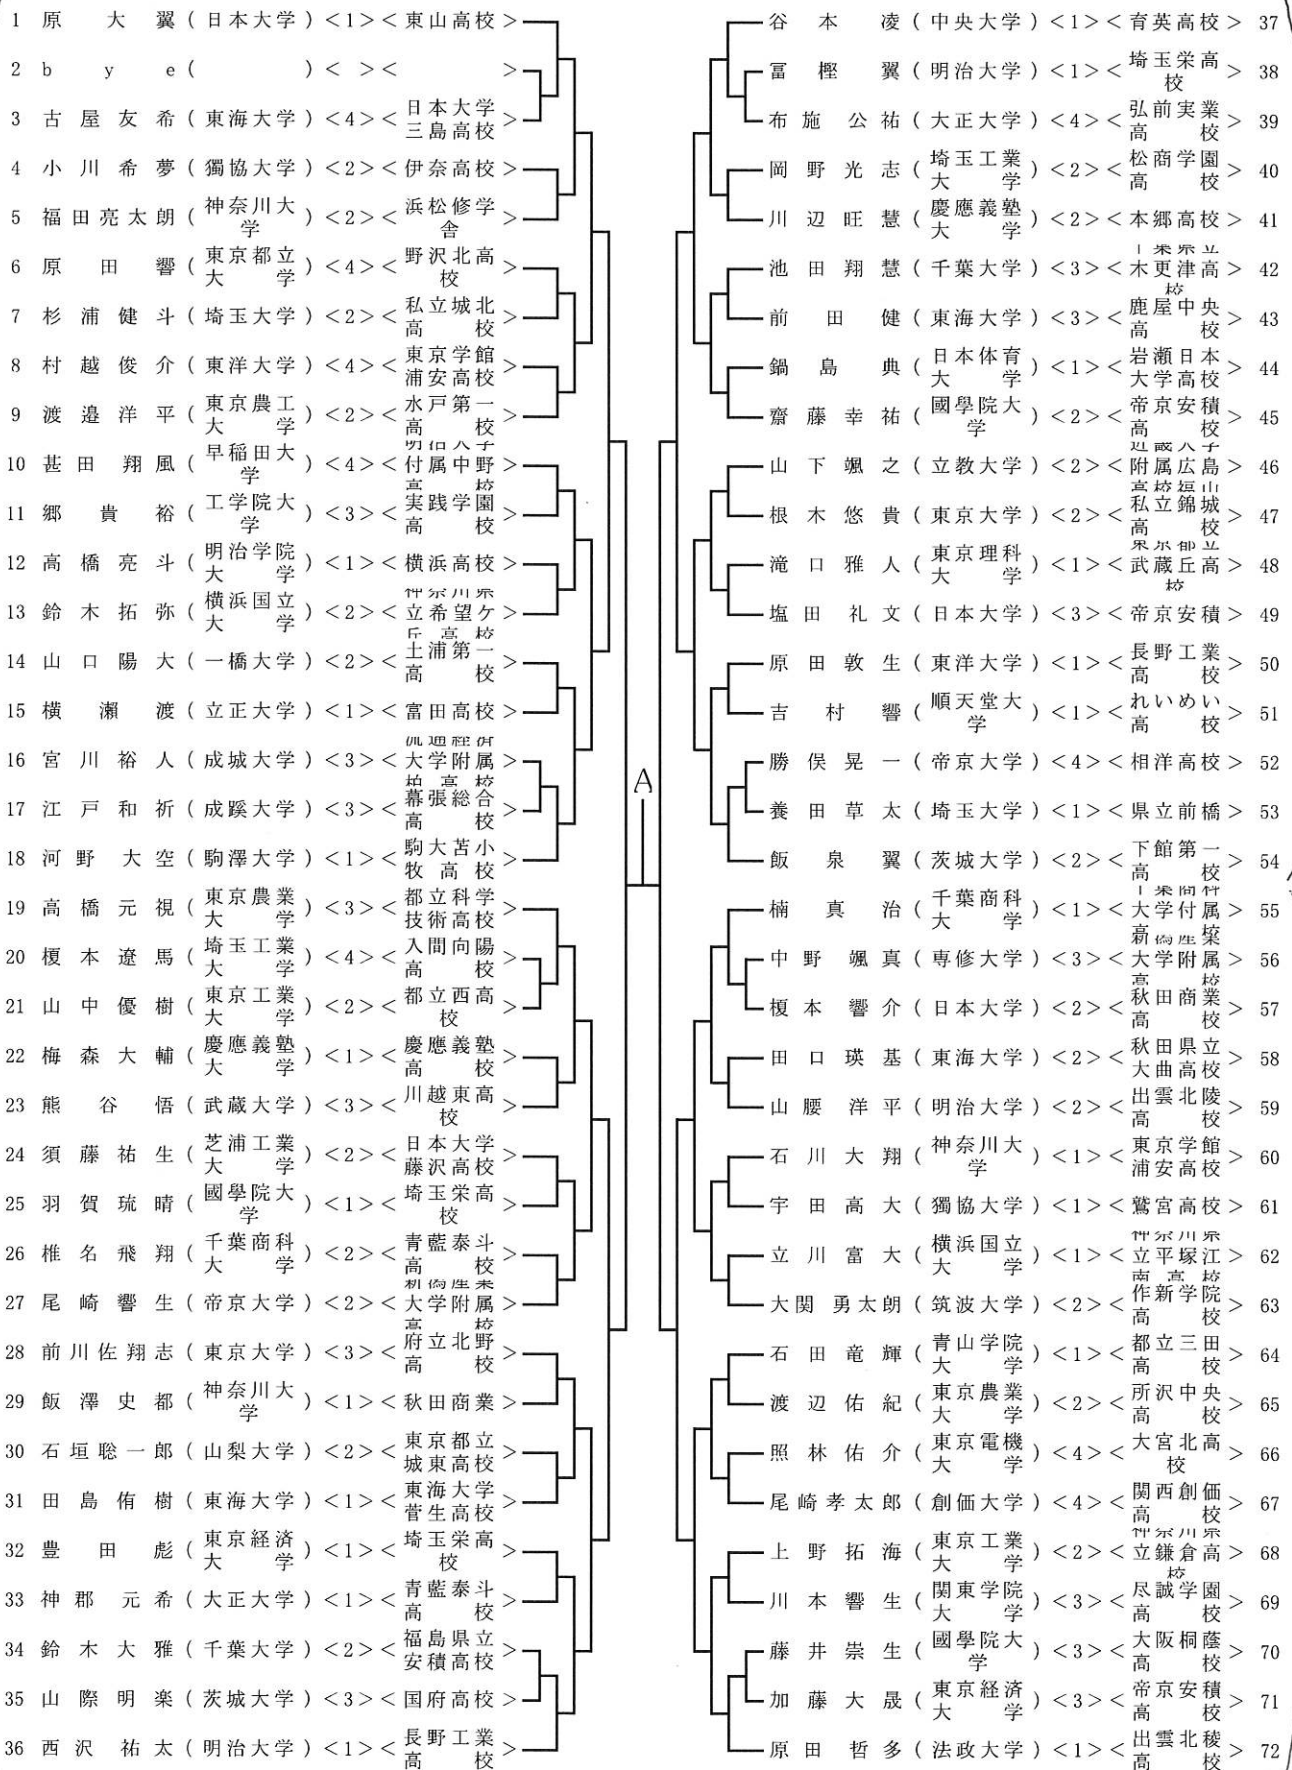 1 原大翼（日本大学）＜1＞＜東山高校＞
2 bye（　　）＜ ＞＜　　＞
3 古屋友希（東海大学）＜4＞＜日本大学三島高校＞
4 小川希夢（獨協大学）＜2＞＜伊奈高校＞
5 福田亮太朗（神奈川大学）＜2＞＜浜松修学舎＞
6 原田響（東京都立大学）＜4＞＜野沢北高校＞
7 杉浦健斗（埼玉大学）＜2＞＜私立城北高校＞
8 村越俊介（東洋大学）＜4＞＜東京学館浦安高校＞
9 渡邉洋平（東京農工大学）＜2＞＜水戸第一高校＞
10 甚田翔風（早稲田大学）＜4＞＜明治大学付属中野高校＞
11 郷貴裕（工学院大学）＜3＞＜実践学園高校＞
12 高橋亮斗（明治学院大学）＜1＞＜横浜高校＞
13 鈴木拓弥（横浜国立大学）＜2＞＜神奈川県立希望ケ丘高校＞
14 山口陽大（一橋大学）＜2＞＜土浦第一高校＞
15 横瀬渡（立正大学）＜1＞＜富田高校＞
16 宮川裕人（成城大学）＜3＞＜流通経済大学附属柏高校＞
17 江戸和祈（成蹊大学）＜3＞＜幕張総合高校＞
18 河野大空（駒澤大学）＜1＞＜駒大苫小牧高校＞
19 高橋元視（東京農業大学）＜3＞＜都立科学技術高校＞
20 榎本遼馬（埼玉工業大学）＜4＞＜入間向陽高校＞
21 山中優樹（東京工業大学）＜2＞＜都立西高校＞
22 梅森大輔（慶應義塾大学）＜1＞＜慶應義塾高校＞
23 熊谷悟（武蔵大学）＜3＞＜川越東高校＞
24 須藤祐生（芝浦工業大学）＜2＞＜日本大学藤沢高校＞
25 羽賀琉晴（國學院大学）＜1＞＜埼玉栄高校＞
26 椎名飛翔（千葉商科大学）＜2＞＜青藍泰斗高校＞
27 尾崎響生（帝京大学）＜2＞＜新潟産業大学附属高校＞
28 前川佐翔志（東京大学）＜3＞＜府立北野高校＞
29 飯澤史都（神奈川大学）＜1＞＜秋田商業＞
30 石垣聡一郎（山梨大学）＜2＞＜東京都立城東高校＞
31 田島侑樹（東海大学）＜1＞＜東海大学菅生高校＞
32 豊田彪（東京経済大学）＜1＞＜埼玉栄高校＞
33 神郡元希（大正大学）＜1＞＜青藍泰斗高校＞
34 鈴木大雅（千葉大学）＜2＞＜福島県立安積高校＞
35 山際明楽（茨城大学）＜3＞＜国府高校＞
36 西沢祐太（明治大学）＜1＞＜長野工業高校＞
A
谷本凌（中央大学）＜1＞＜育英高校＞ 37
冨樫翼（明治大学）＜1＞＜埼玉栄高校＞ 38
布施公祐（大正大学）＜4＞＜弘前実業高校＞ 39
岡野光志（埼玉工業大学）＜2＞＜松商学園高校＞ 40
川辺旺慧（慶應義塾大学）＜2＞＜本郷高校＞ 41
池田翔慧（千葉大学）＜3＞＜千葉県立木更津高校＞ 42
前田健（東海大学）＜3＞＜鹿屋中央高校＞ 43
鍋島典（日本体育大学）＜1＞＜岩瀬日本大学高校＞ 44
齋藤幸祐（國學院大学）＜2＞＜帝京安積高校＞ 45
山下颯之（立教大学）＜2＞＜近畿大学附属広島高校福山＞ 46
根木悠貴（東京大学）＜2＞＜私立錦城高校＞ 47
滝口雅人（東京理科大学）＜1＞＜東京都立武蔵丘高校＞ 48
塩田礼文（日本大学）＜3＞＜帝京安積＞ 49
原田敦生（東洋大学）＜1＞＜長野工業高校＞ 50
吉村響（順天堂大学）＜1＞＜れいめい高校＞ 51
勝俣晃一（帝京大学）＜4＞＜相洋高校＞ 52
養田草太（埼玉大学）＜1＞＜県立前橋＞ 53
飯泉翼（茨城大学）＜2＞＜下館第一高校＞ 54
楠真治（千葉商科大学）＜1＞＜千葉商科大学付属高校＞ 55
中野颯真（専修大学）＜3＞＜新潟産業大学附属高校＞ 56
榎本響介（日本大学）＜2＞＜秋田商業高校＞ 57
田口瑛基（東海大学）＜2＞＜秋田県立大曲高校＞ 58
山腰洋平（明治大学）＜2＞＜出雲北陵高校＞ 59
石川大翔（神奈川大学）＜1＞＜東京学館浦安高校＞ 60
宇田高大（獨協大学）＜1＞＜鷲宮高校＞ 61
立川富大（横浜国立大学）＜1＞＜神奈川県立平塚江南高校＞ 62
大関勇太朗（筑波大学）＜2＞＜作新学院高校＞ 63
石田竜輝（青山学院大学）＜1＞＜都立三田高校＞ 64
渡辺佑紀（東京農業大学）＜2＞＜所沢中央高校＞ 65
照林佑介（東京電機大学）＜4＞＜大宮北高校＞ 66
尾崎孝太郎（創価大学）＜4＞＜関西創価高校＞ 67
上野拓海（東京工業大学）＜2＞＜神奈川県立鎌倉高校＞ 68
川本響生（関東学院大学）＜3＞＜尽誠学園高校＞ 69
藤井崇生（國學院大学）＜3＞＜大阪桐蔭高校＞ 70
加藤大晟（東京経済大学）＜3＞＜帝京安積高校＞ 71
原田哲多（法政大学）＜1＞＜出雲北稜高校＞ 72